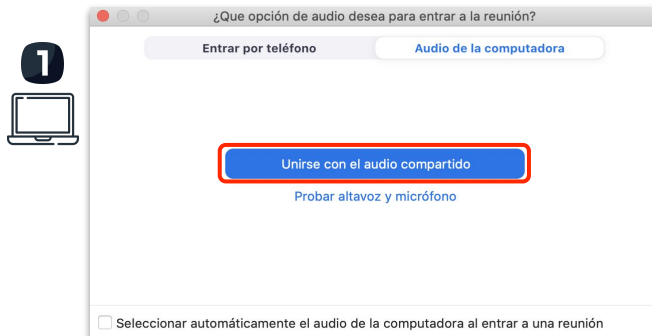 ¿Que opción de audio desea para entrar a la reunión?
1
Entrar por teléfono Audio de la computadora
Unirse con el audio compartido
Probar altavoz y micrófono
Seleccionar automáticamente el audio de la computadora al entrar a una reunión